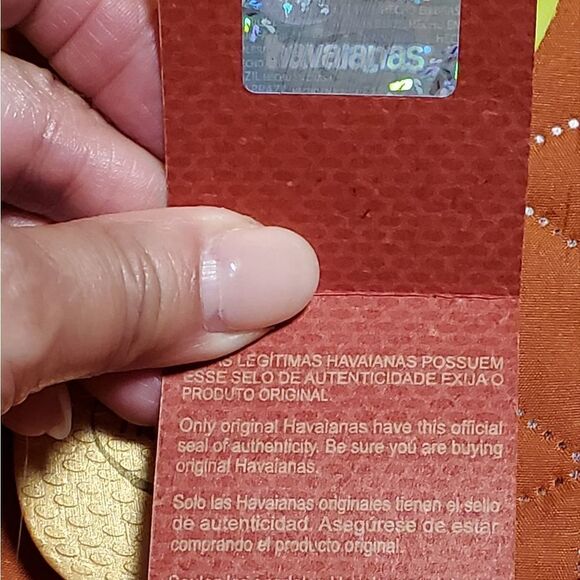 havaianas
AS LEGÍTIMAS HAVAIANAS POSSUEM
ESSE SELO DE AUTENTICIDADE EXIJA O
PRODUTO ORIGINAL.
Only original Havaianas have this official
seal of authenticity. Be sure you are buying
original Havaianas.
Solo las Havaianas originales tienen el sello
de autenticidad. Asegúrese de estar
comprando el producto original.